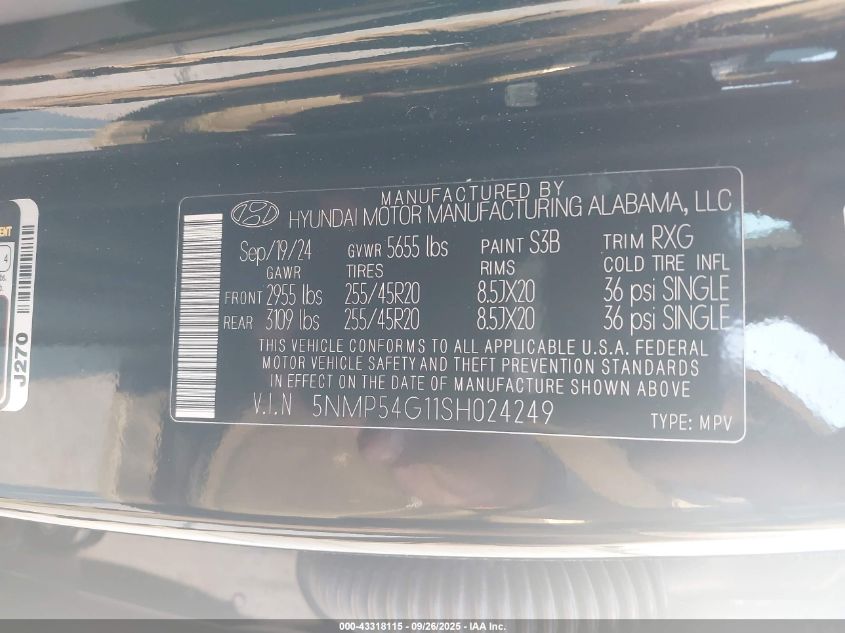 MANUFACTURED BY
HYUNDAI MOTOR MANUFACTURING ALABAMA, LLC
Sep/19/24 GVWR 5655 lbs PAINT S3B TRIM RXG
GAWR TIRES RIMS COLD TIRE INFL
FRONT 2955 lbs 255/45R20 8.5JX20 36 psi SINGLE
REAR 3109 lbs 255/45R20 8.5JX20 36 psi SINGLE
THIS VEHICLE CONFORMS TO ALL APPLICABLE U.S.A. FEDERAL
MOTOR VEHICLE SAFETY AND THEFT PREVENTION STANDARDS
IN EFFECT ON THE DATE OF MANUFACTURE SHOWN ABOVE
V.I.N 5NMP54G11SH024249
TYPE: MPV
4
J270
000-43318115 - 09/26/2025 - IAA Inc.